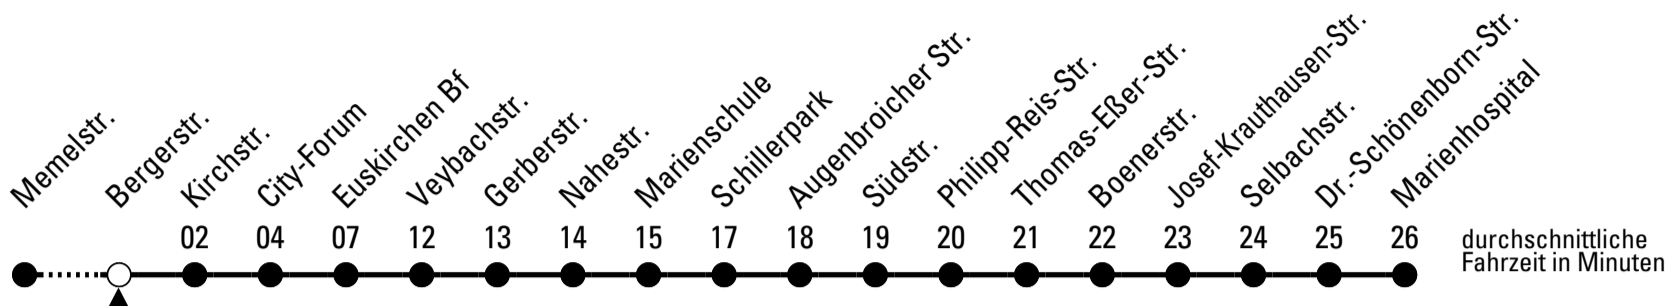 Memelstr.
Bergerstr.
Kirchstr.
City-Forum
Euskirchen Bf
Veybachstr.
Gerberstr.
Nahestr.
Marienschule
Schillerpark
Augenbroicher Str.
Südstr.
Philipp-Reis-Str.
Thomas-Eßer-Str.
Boenerstr.
Josef-Krauthausen-Str.
Selbachstr.
Dr.-Schönenborn-Str.
Marienhospital
02 04 07 12 13 14 15 17 18 19 20 21 22 23 24 25 26
durchschnittliche
Fahrzeit in Minuten